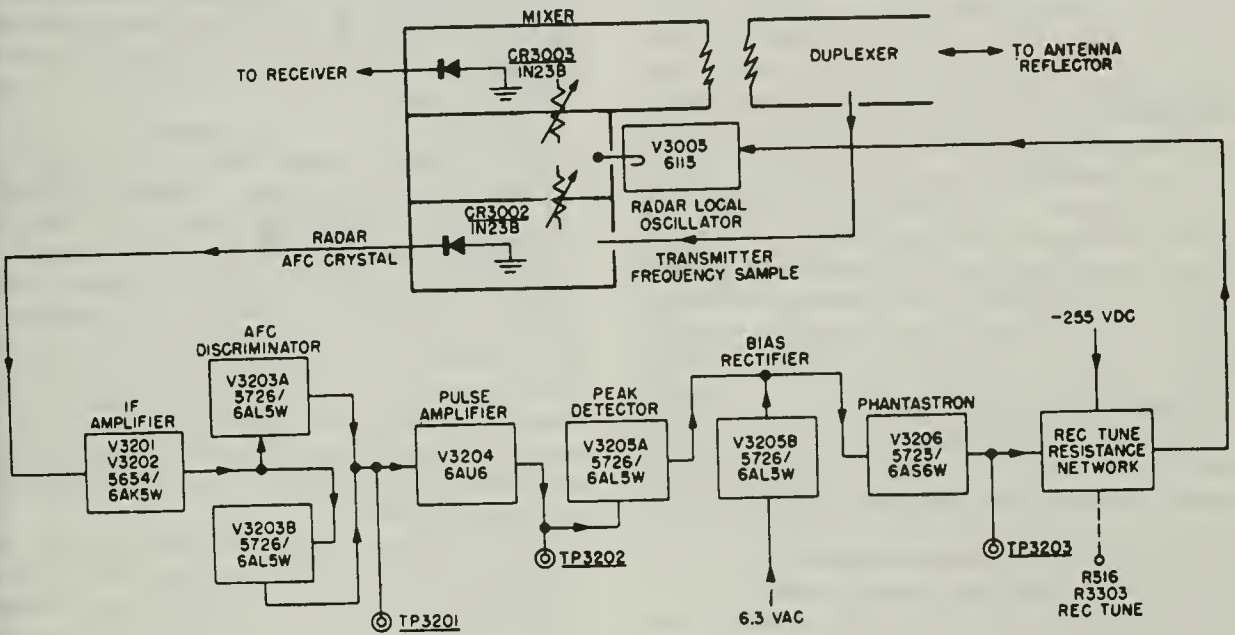 MIXER
CR3003
IN23B
TO RECEIVER
DUPLEXER
TO ANTENNA
REFLECTOR
V3005
6115
CR3002
IN23B
RADAR LOCAL
OSCILLATOR
RADAR
AFC CRYSTAL
TRANSMITTER
FREQUENCY SAMPLE
-255 VDC
AFC
DISCRIMINATOR
V3203A
5726/
6AL5W
IF
AMPLIFIER
V3201
V3202
5654/
6AK5W
V3203B
5726/
6AL5W
TP3201
PULSE
AMPLIFIER
V3204
6AU6
TP3202
PEAK
DETECTOR
V3205A
5726/
6AL5W
BIAS
RECTIFIER
V3205B
5726/
6AL5W
6.3 VAC
PHANTASTRON
V3206
5725/
6AS6W
TP3203
REC TUNE
RESISTANCE
NETWORK
R516
R3303
REC TUNE